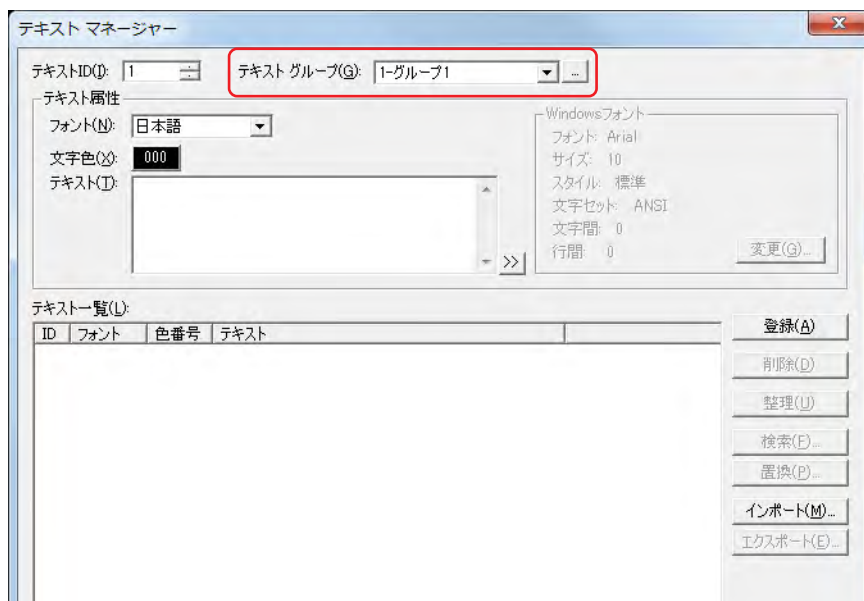 テキスト マネージャー
テキストID(I): 1 テキスト グループ(G): 1-グループ1 ...
テキスト属性
フォント(N): 日本語
文字色(X): 000
テキスト(T):
>>
Windowsフォント
フォント: Arial
サイズ: 10
スタイル: 標準
文字セット: ANSI
文字間: 0
行間: 0
変更(G)...
テキスト一覧(L):
ID フォント 色番号 テキスト
登録(A)
削除(D)
整理(U)
検索(F)...
置換(P)...
インポート(M)...
エクスポート(E)...